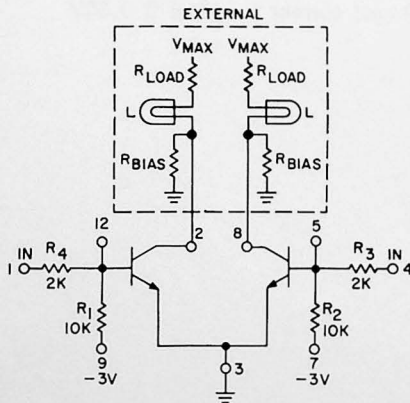 EXTERNAL
VMAX VMAX
RLOAD RLOAD
L L
RBIAS RBIAS
12 2 8 5
IN R4 R3 IN
1 2K 2K 4
R1 R2
10K 10K
9 3 7
-3V -3V